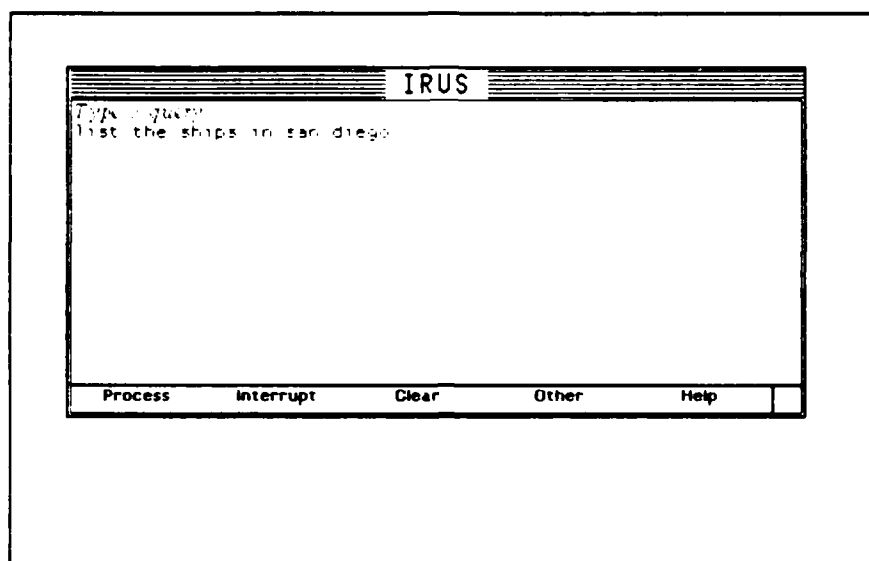 IRUS
Type a query
list the ships in san diego
Process Interrupt Clear Other Help